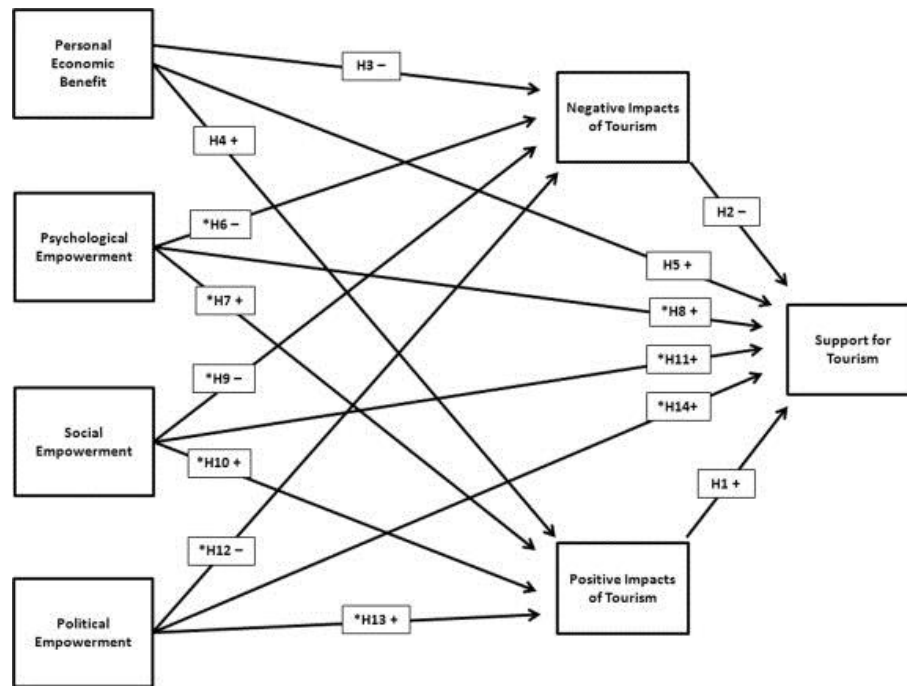 Personal
Economic
Benefit
H3 –
Negative Impacts
of Tourism
H4 +
H2 –
Psychological
Empowerment
*H6 –
H5 +
*H7 +
*H8 +
Support for
Tourism
*H9 –
*H11+
*H14+
Social
Empowerment
*H10 +
H1 +
*H12 –
Positive Impacts
of Tourism
Political
Empowerment
*H13 +